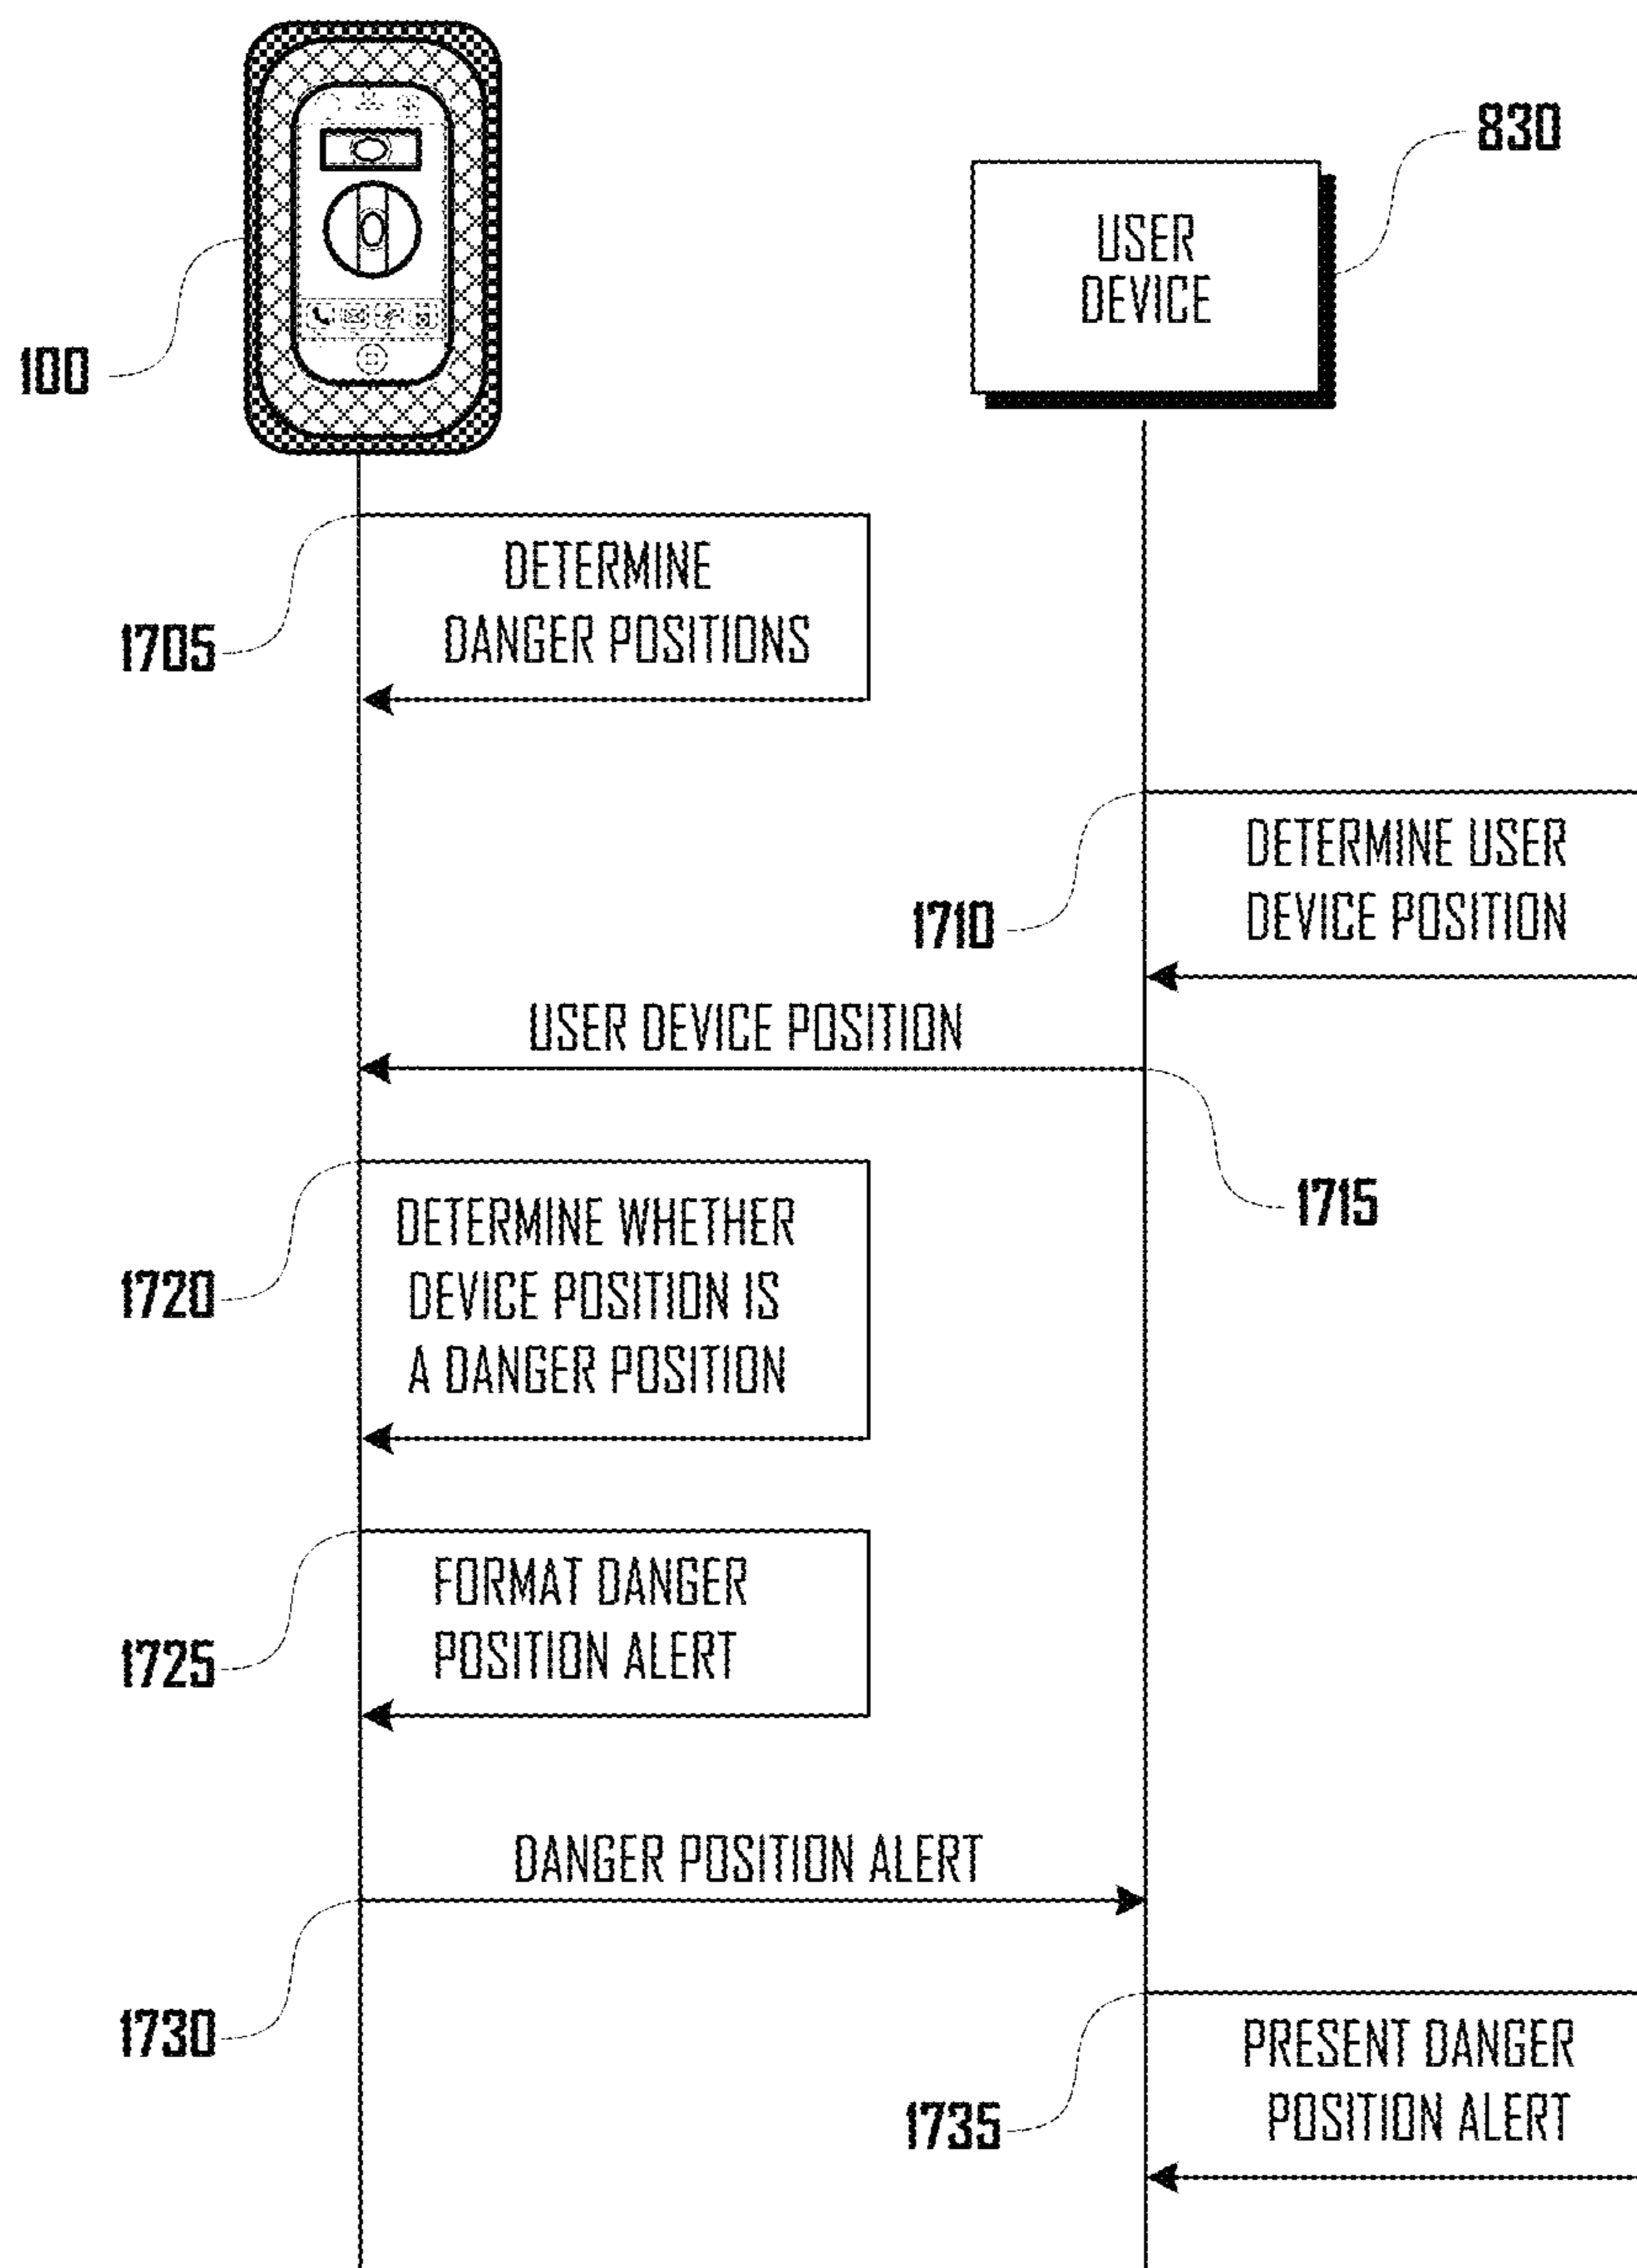 830
USER
DEVICE
100
DETERMINE
DANGER POSITIONS
1705
DETERMINE USER
DEVICE POSITION
1710
USER DEVICE POSITION
1715
DETERMINE WHETHER
DEVICE POSITION IS
A DANGER POSITION
1720
FORMAT DANGER
POSITION ALERT
1725
DANGER POSITION ALERT
1730
PRESENT DANGER
POSITION ALERT
1735